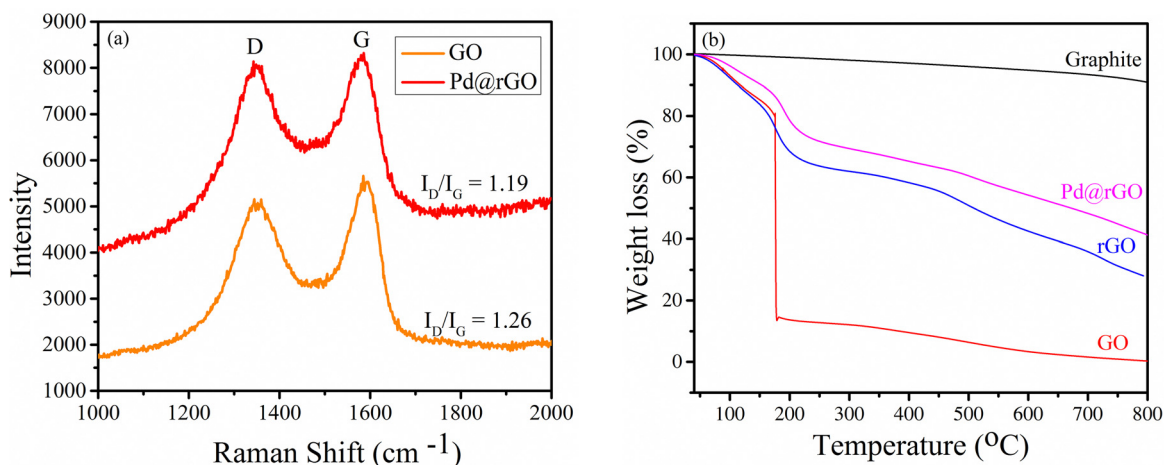 (a)
D
G
GO
Pd@rGO
I_D/I_G = 1.19
I_D/I_G = 1.26
9000
8000
7000
6000
5000
4000
3000
2000
1000
Intensity
1000 1200 1400 1600 1800 2000
Raman Shift (cm ⁻¹)
(b)
Graphite
Pd@rGO
rGO
GO
100
80
60
40
20
0
Weight loss (%)
100 200 300 400 500 600 700 800
Temperature (⁰C)